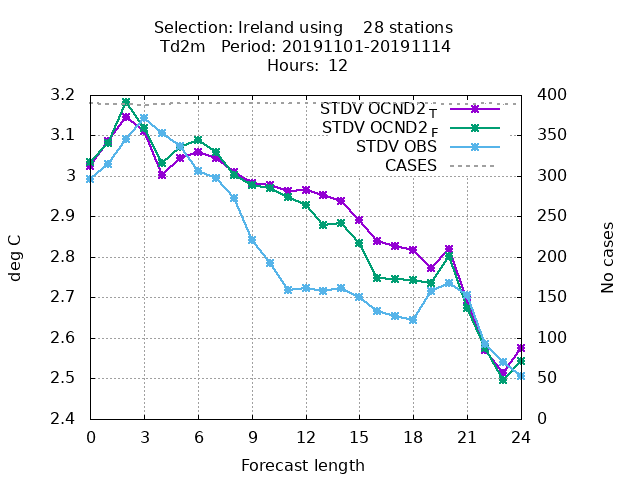 Selection: Ireland using    28 stations
Td2m   Period: 20191101-20191114
Hours: 12
STDV OCND2 T
STDV OCND2 F
STDV OBS
CASES
3.2
3.1
3
2.9
2.8
2.7
2.6
2.5
2.4
400
350
300
250
200
150
100
50
0
deg C
No cases
0 3 6 9 12 15 18 21 24
Forecast length